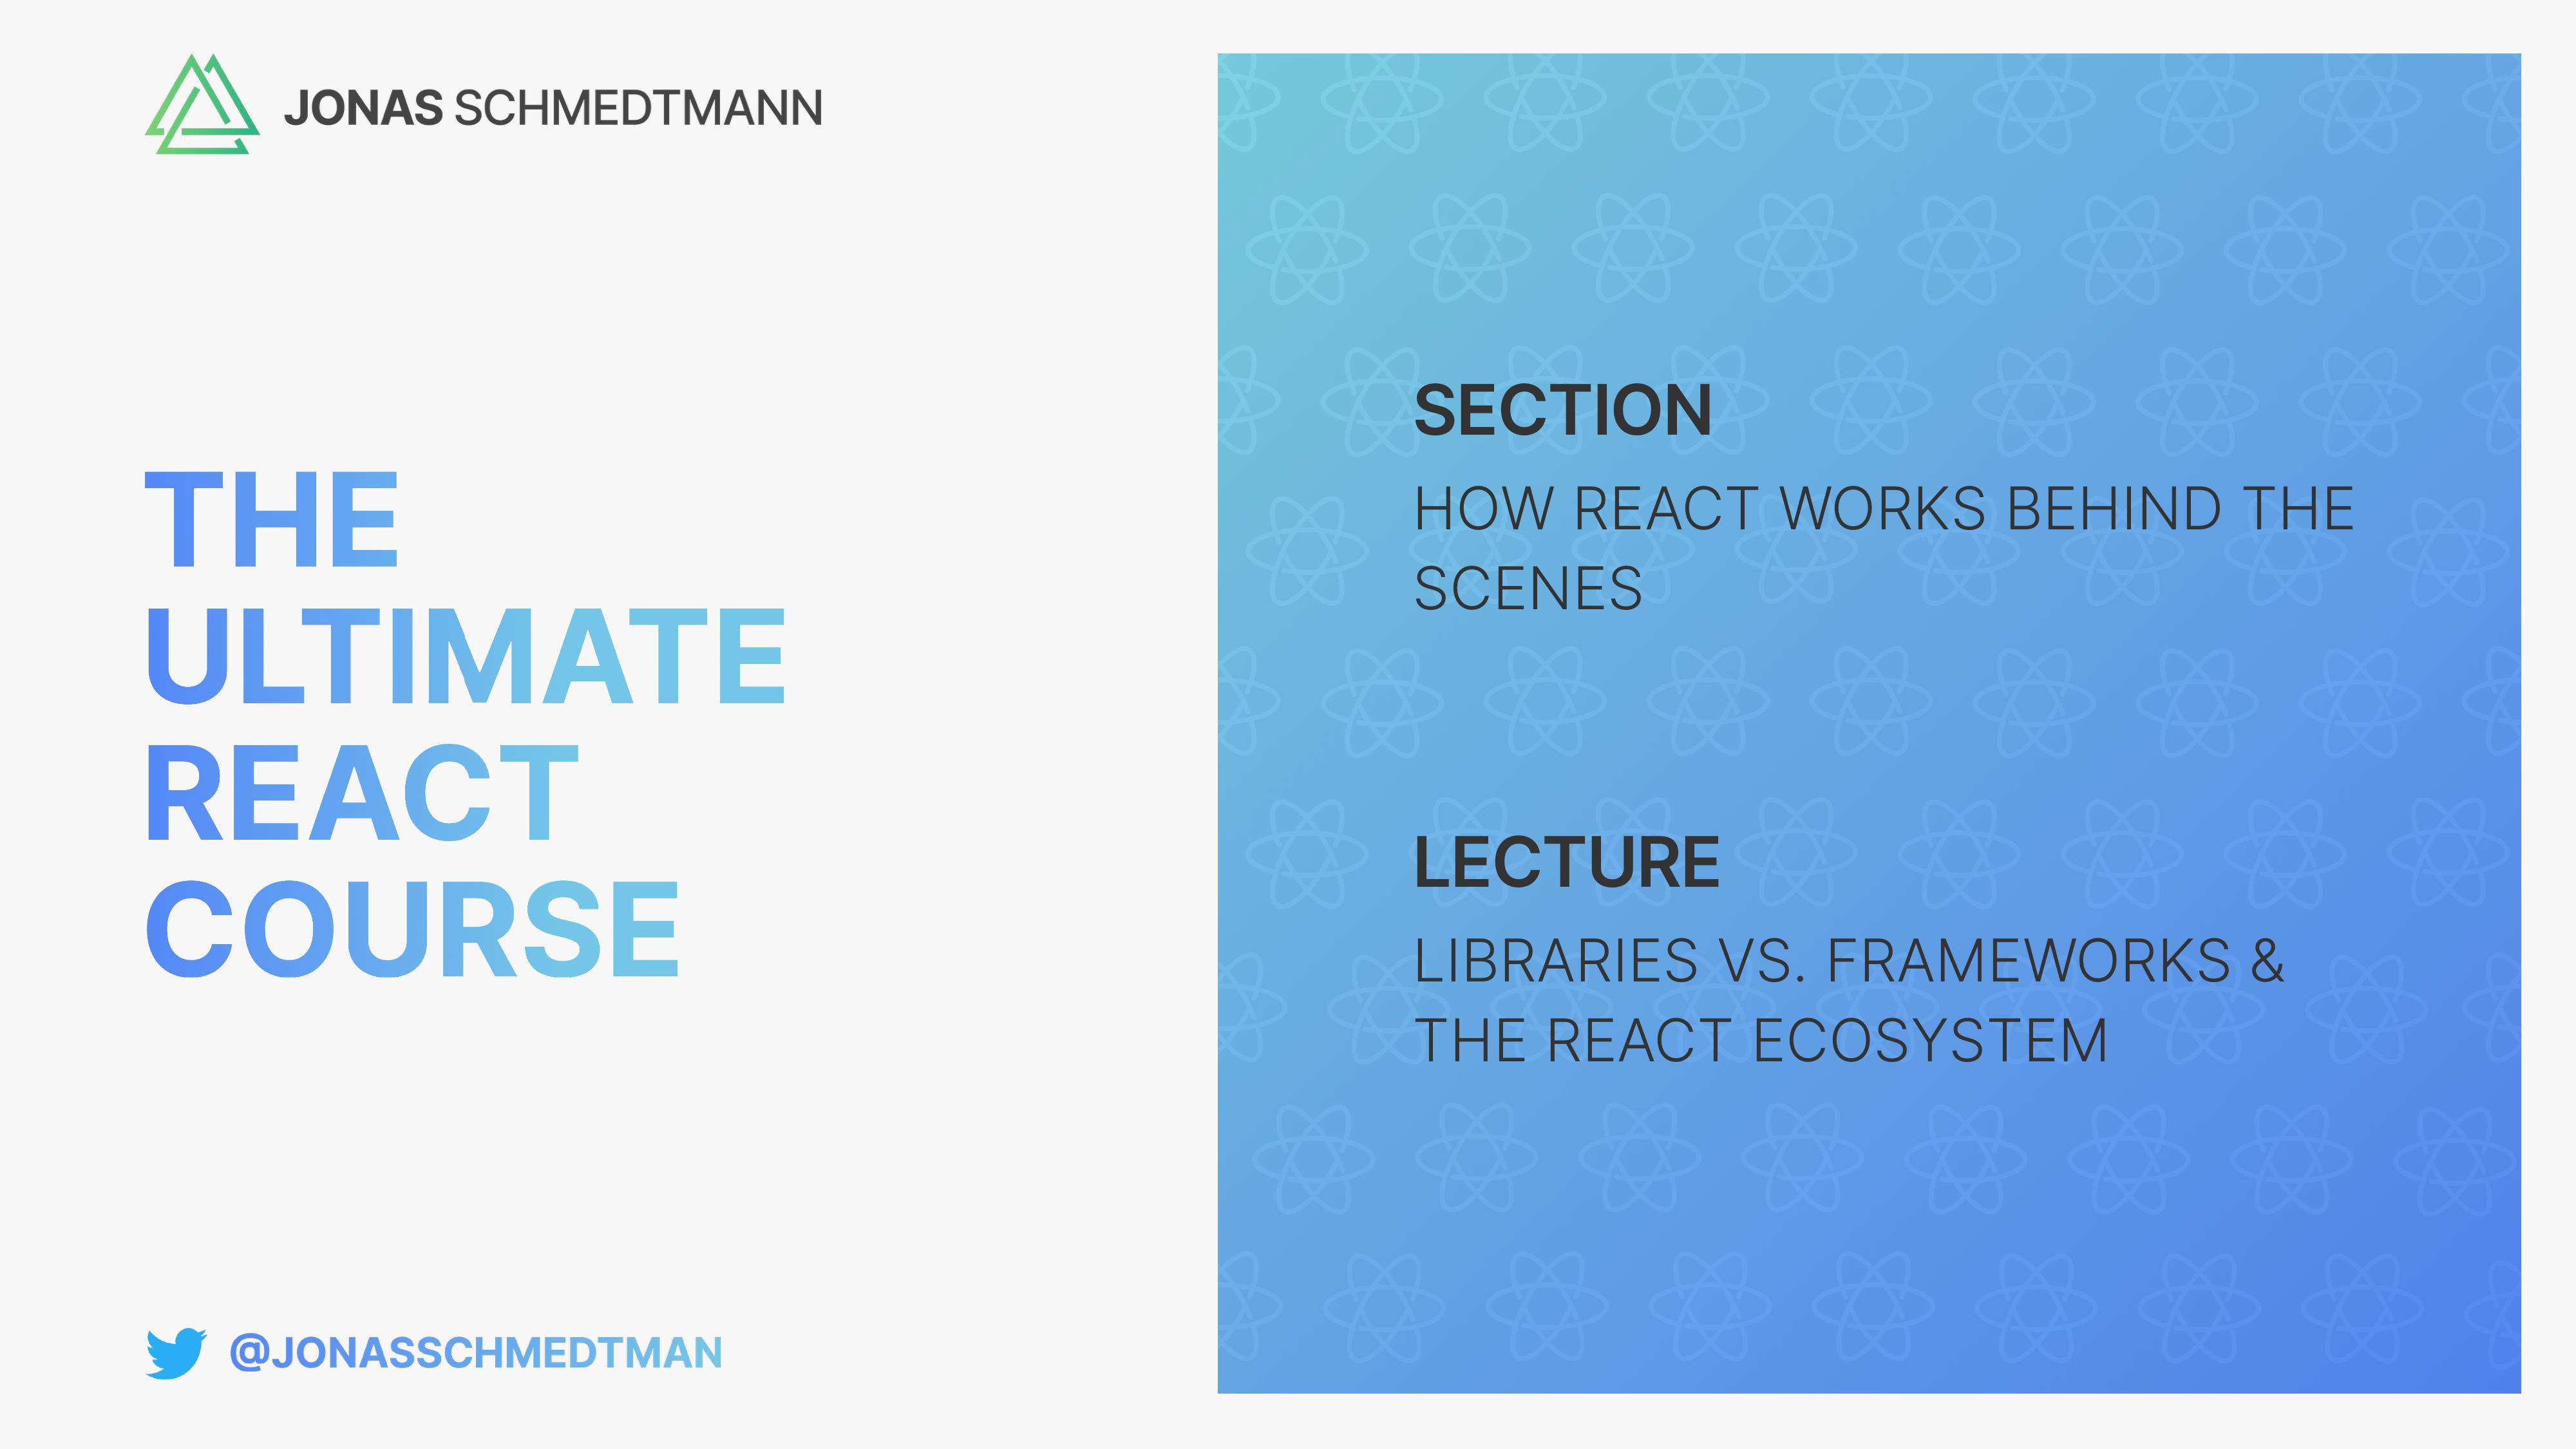 JONAS SCHMEDTMANN
THE
ULTIMATE
REACT
COURSE
@JONASSCHMEDTMAN
SECTION
HOW REACT WORKS BEHIND THE
SCENES
LECTURE
LIBRARIES VS. FRAMEWORKS &
THE REACT ECOSYSTEM